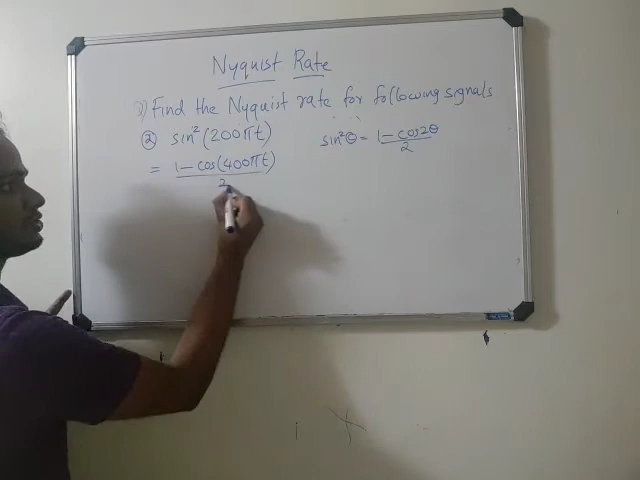 Nyquist Rate
Find the Nyquist rate for following signals
② sin²(200πt)
sin²θ = 1 - cos2θ / 2
= 1 - cos(400πt) / 2